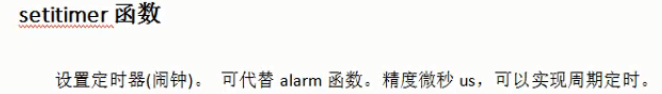 setitimer 函数
设置定时器(闹钟)。 可代替 alarm 函数。精度微秒 us，可以实现周期定时。